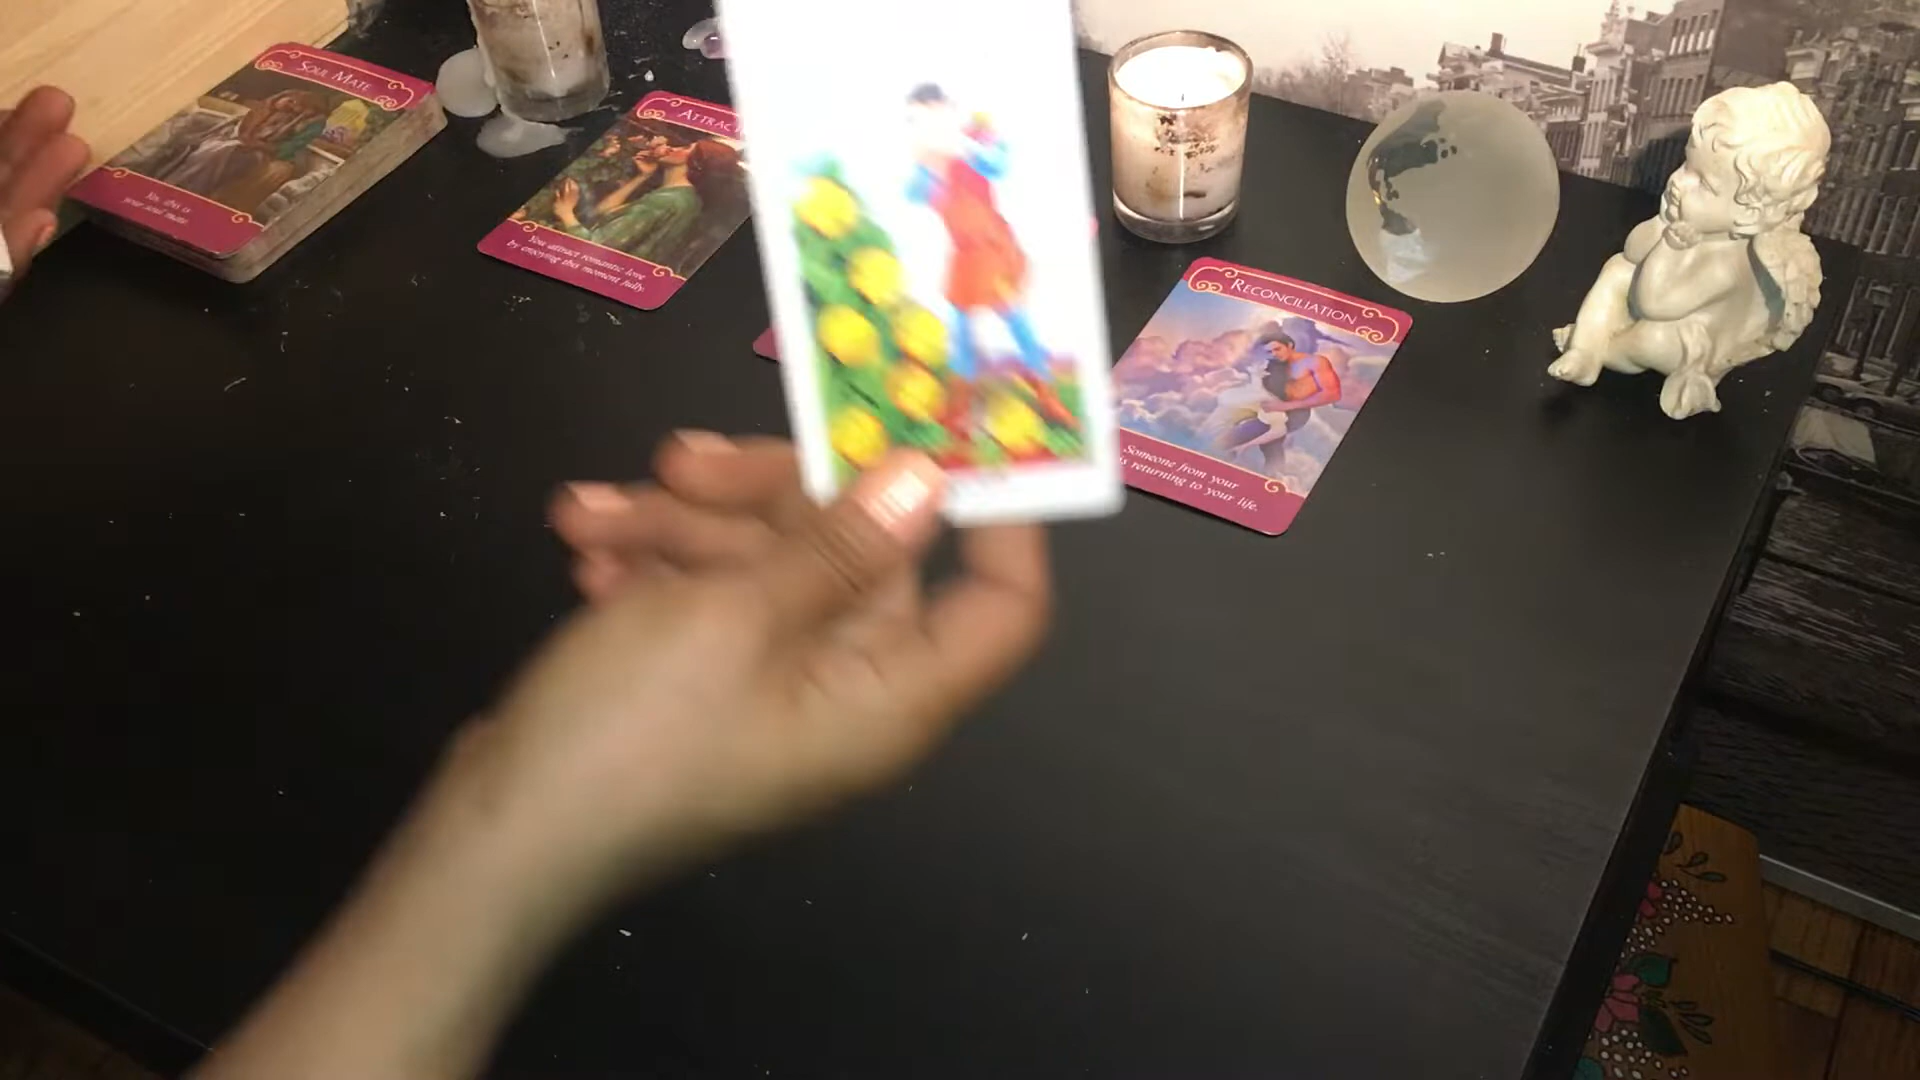 SOUL MATE
Yes, this is
your soul mate
ATTRAC
You attract romantic love
by enjoying this moment fully.
RECONCILIATION
Someone from your
is returning to your life.